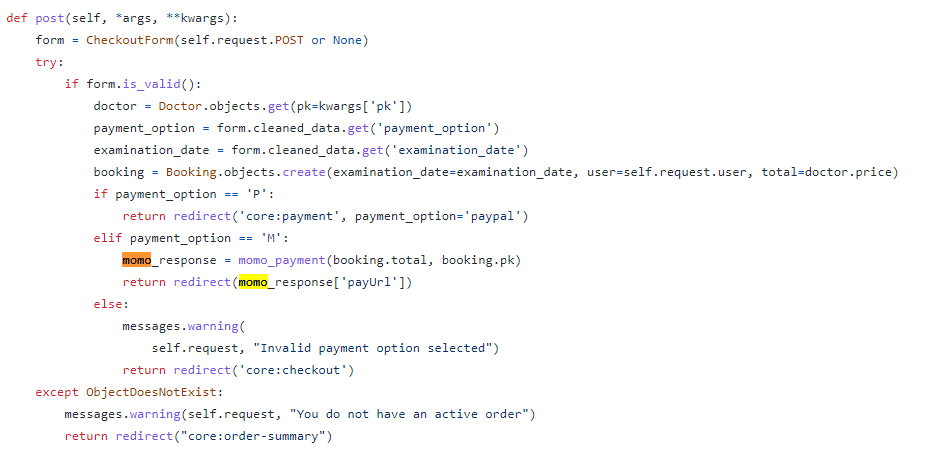 def post(self, *args, **kwargs):
    form = CheckoutForm(self.request.POST or None)
    try:
        if form.is_valid():
            doctor = Doctor.objects.get(pk=kwargs['pk'])
            payment_option = form.cleaned_data.get('payment_option')
            examination_date = form.cleaned_data.get('examination_date')
            booking = Booking.objects.create(examination_date=examination_date, user=self.request.user, total=doctor.price)
            if payment_option == 'P':
                return redirect('core:payment', payment_option='paypal')
            elif payment_option == 'M':
                momo_response = momo_payment(booking.total, booking.pk)
                return redirect(momo_response['payUrl'])
            else:
                messages.warning(
                    self.request, "Invalid payment option selected")
                return redirect('core:checkout')
    except ObjectDoesNotExist:
        messages.warning(self.request, "You do not have an active order")
        return redirect("core:order-summary")